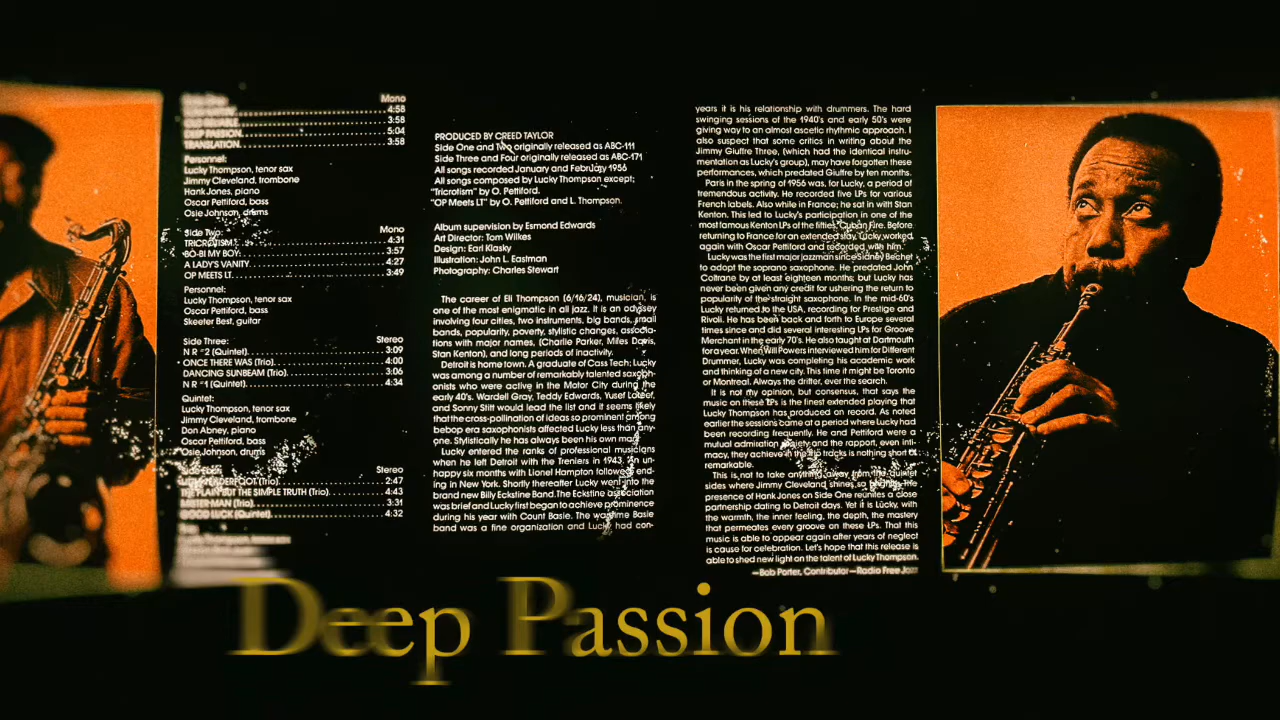 Mono
4:58
3:58
DEEP PASSION 5:04
TRANSLATION 3:58
Personnel:
Lucky Thompson, tenor sax
Jimmy Cleveland, trombone
Hank Jones, piano
Oscar Pettiford, bass
Osie Johnson, drums
Side Two: Mono
TRICROTISM 4:31
BO-BI MY BOY 3:57
A LADY'S VANITY 4:27
OP MEETS LT 3:49
Personnel:
Lucky Thompson, tenor sax
Oscar Pettiford, bass
Skeeter Best, guitar
Side Three: Stereo
N R #2 (Quintet) 3:09
ONCE THERE WAS (Trio) 4:00
DANCING SUNBEAM (Trio) 3:06
N R #1 (Quintet) 4:34
Quintet:
Lucky Thompson, tenor sax
Jimmy Cleveland, trombone
Don Abney, piano
Oscar Pettiford, bass
Osie Johnson, drums
Stereo
(Trio) 2:47
THE PLAIN BUT THE SIMPLE TRUTH (Trio) 4:43
MISTER MAN (Trio) 3:31
GOOD LUCK (Quintet) 4:32
PRODUCED BY CREED TAYLOR
Side One and Two originally released as ABC-111
Side Three and Four originally released as ABC-171
All songs recorded January and February 1956
All songs composed by Lucky Thompson except;
"Tricrotism" by O. Pettiford.
"OP Meets LT" by O. Pettiford and L. Thompson.
Album supervision by Esmond Edwards
Art Director: Tom Wilkes
Design: Earl Klasky
Illustration: John L. Eastman
Photography: Charles Stewart
The career of Eli Thompson (6/16/24), musician, is
one of the most enigmatic in all jazz. It is an odyssey
involving four cities, two instruments, big bands, small
bands, popularity, poverty, stylistic changes, associa-
tions with major names, (Charlie Parker, Miles Davis,
Stan Kenton), and long periods of inactivity.
Detroit is home town. A graduate of Cass Tech; Lucky
was among a number of remarkably talented saxoph-
onists who were active in the Motor City during the
early 40's. Wardell Gray, Teddy Edwards, Yusef Lateef,
and Sonny Stitt would lead the list and it seems likely
that the cross-pollination of ideas so prominent among
bebop era saxophonists affected Lucky less than any-
one. Stylistically he has always been his own man.
Lucky entered the ranks of professional musicians
when he left Detroit with the Treniers in 1943. An un-
happy six months with Lionel Hampton followed end-
ing in New York. Shortly thereafter Lucky went into the
brand new Billy Eckstine Band. The Eckstine association
was brief and Lucky first began to achieve prominence
during his year with Count Basie. The wartime Basie
band was a fine organization and Lucky had con-
years it is his relationship with drummers. The hard
swinging sessions of the 1940's and early 50's were
giving way to an almost ascetic rhythmic approach. I
also suspect that some critics in writing about the
Jimmy Giuffre Three, (which had the identical instru-
mentation as Lucky's group), may have forgotten these
performances, which predated Giuffre by ten months.
Paris in the spring of 1956 was, for Lucky, a period of
tremendous activity. He recorded five LPs for various
French labels. Also while in France; he sat in with Stan
Kenton. This led to Lucky's participation in one of the
most famous Kenton LPs of the fifties, Cuban Fire. Before
returning to France for an extended stay, Lucky worked
again with Oscar Pettiford and recorded with him.
Lucky was the first major jazzman since Sidney Bechet
to adopt the soprano saxophone. He predated John
Coltrane by at least eighteen months; but Lucky has
never been given any credit for ushering the return to
popularity of the straight saxophone. In the mid-60's
Lucky returned to the USA, recording for Prestige and
Rivoli. He has been back and forth to Europe several
times since and did several interesting LPs for Groove
Merchant in the early 70's. He also taught at Dartmouth
for a year. When Will Powers interviewed him for Different
Drummer, Lucky was completing his academic work
and thinking of a new city. This time it might be Toronto
or Montreal. Always the drifter, ever the search.
It is not my opinion, but consensus, that says the
music on these LPs is the finest extended playing that
Lucky Thompson has produced on record. As noted
earlier the sessions came at a period where Lucky had
been recording frequently. He and Pettiford were a
mutual admiration society and the rapport, even inti-
macy, they achieve in the trio tracks is nothing short of
remarkable.
This is not to take anything away from the quintet
sides where Jimmy Cleveland shines so brightly. The
presence of Hank Jones on Side One reunites a close
partnership dating to Detroit days. Yet it is Lucky, with
the warmth, the inner feeling, the depth, the mastery
that permeates every groove on these LPs. That this
music is able to appear again after years of neglect
is cause for celebration. Let's hope that this release is
able to shed new light on the talent of Lucky Thompson.
—Bob Porter, Contributor—Radio Free Jazz
Deep Passion